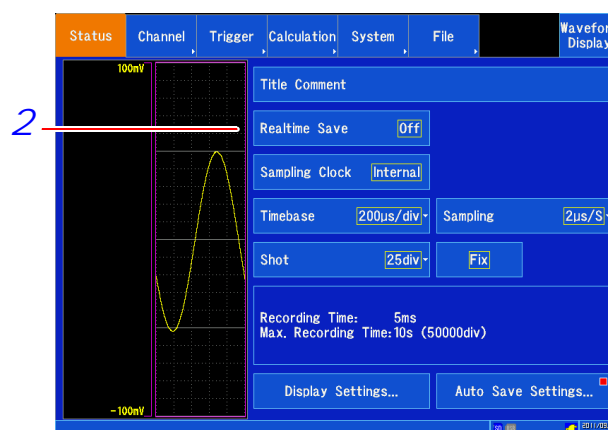 Status Channel Trigger Calculation System File Wavefor
Display
100mV
Title Comment
2
Realtime Save Off
Sampling Clock Internal
Timebase 200µs/div Sampling 2µs/S
Shot 25div Fix
Recording Time: 5ms
Max. Recording Time:10s (50000div)
Display Settings... Auto Save Settings...
-100mV
SD